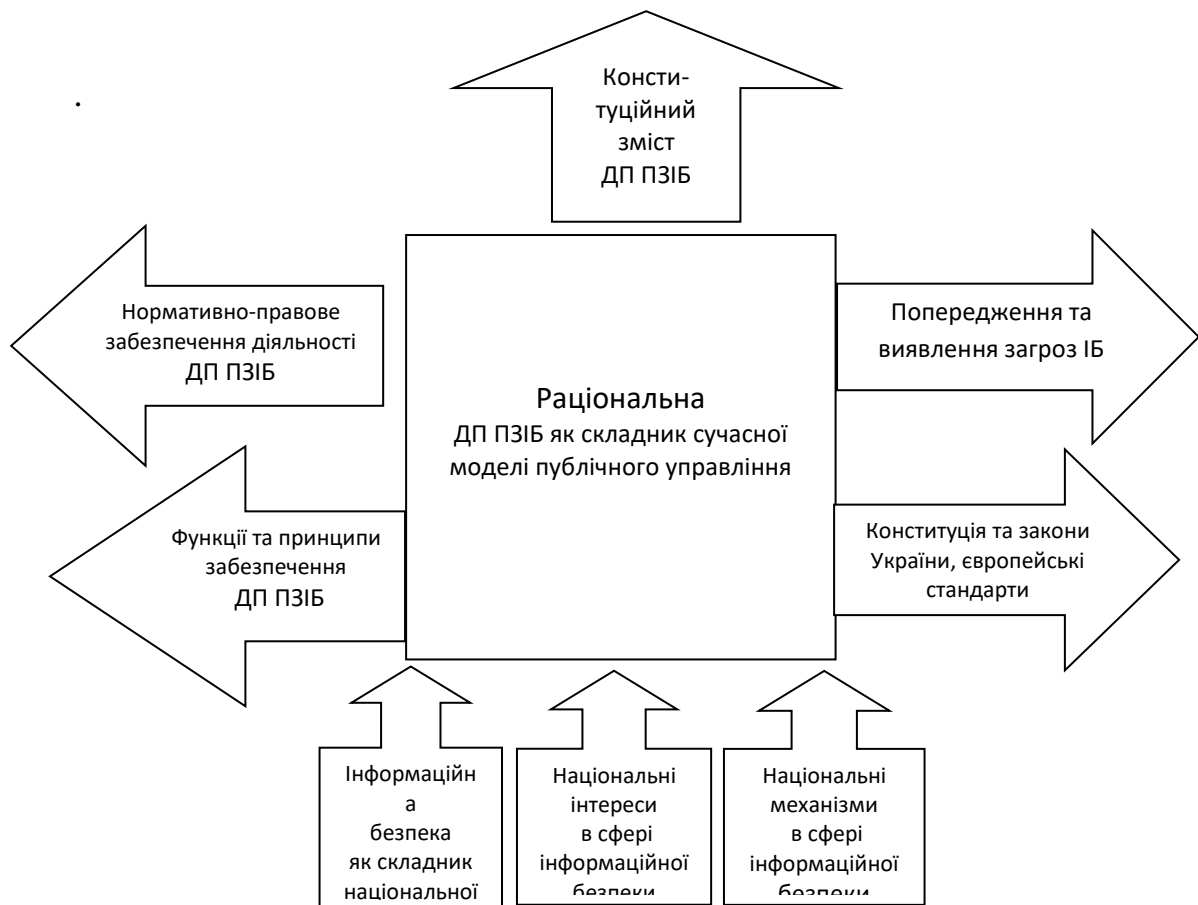 Консти-
туційний
зміст
ДП ПЗІБ
.
Нормативно-правове
забезпечення діяльності
ДП ПЗІБ
Попередження та
виявлення загроз ІБ
Раціональна
ДП ПЗІБ як складник сучасної
моделі публічного управління
Функції та принципи
забезпечення
ДП ПЗІБ
Конституція та закони
України, європейські
стандарти
Інформаційн
а
безпека
як складник
національної
Національні
інтереси
в сфері
інформаційної
безпеки
Національні
механізми
в сфері
інформаційної
безпеки